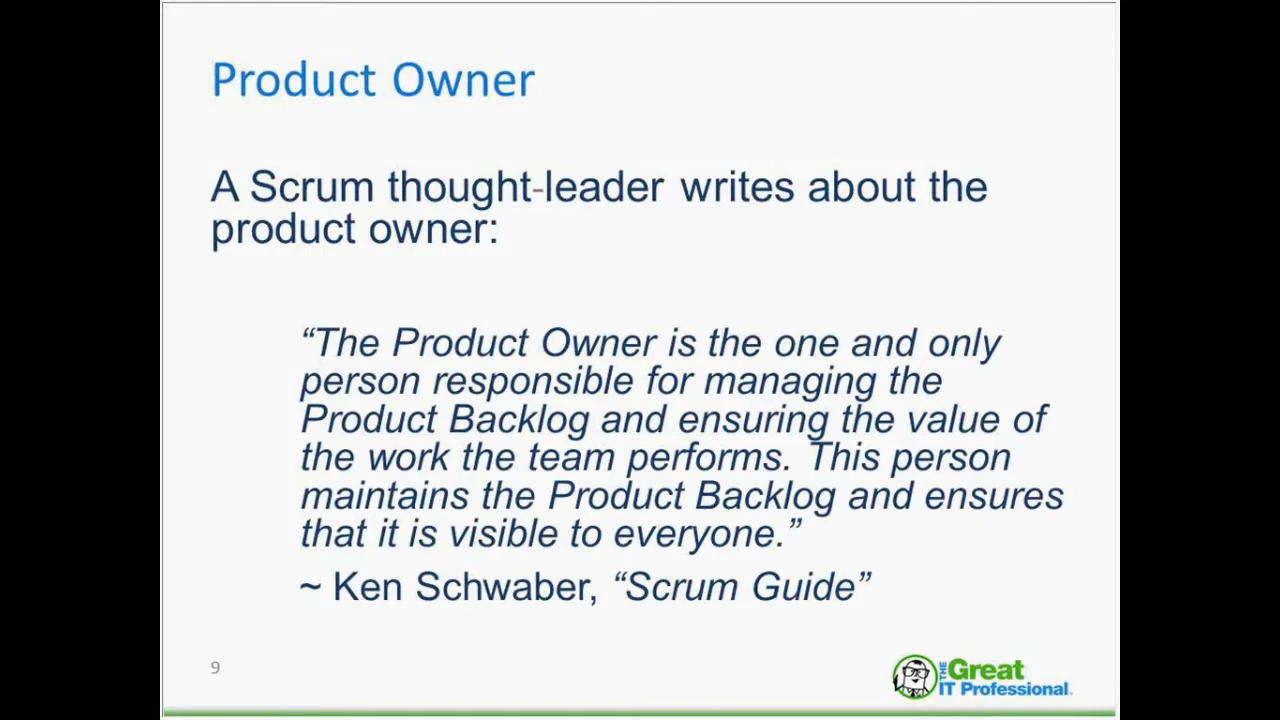 Product Owner
A Scrum thought-leader writes about the
product owner:
“The Product Owner is the one and only
person responsible for managing the
Product Backlog and ensuring the value of
the work the team performs. This person
maintains the Product Backlog and ensures
that it is visible to everyone.”
~ Ken Schwaber, “Scrum Guide”
9
THE Great
IT Professional